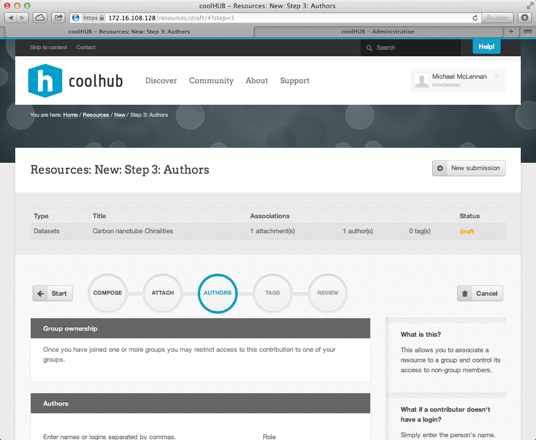 coolHUB – Resources: New: Step 3: Authors
https 172.16.108.128/resources/draft/4?step=3
Reader
coolHUB – Resources: New: Step 3: Authors
coolHUB – Administration
Skip to content Contact
Search
Help!
h coolhub
Discover Community About Support
Michael McLennan
mmclennan
You are here: Home / Resources / New / Step 3: Authors
Resources: New: Step 3: Authors
New submission
Type Title Associations Status
Datasets Carbon nanotube Chiralities 1 attachment(s) 1 author(s) 0 tag(s) draft
Start
COMPOSE
ATTACH
AUTHORS
TAGS
REVIEW
Cancel
Group ownership
Once you have joined one or more groups you may restrict access to this contribution to one of your
groups.
What is this?
This allows you to associate a
resource to a group and control its
access to non-group members.
Authors
Enter names or logins separated by commas.
Role
What if a contributor doesn't
have a login?
Simply enter the person's name.